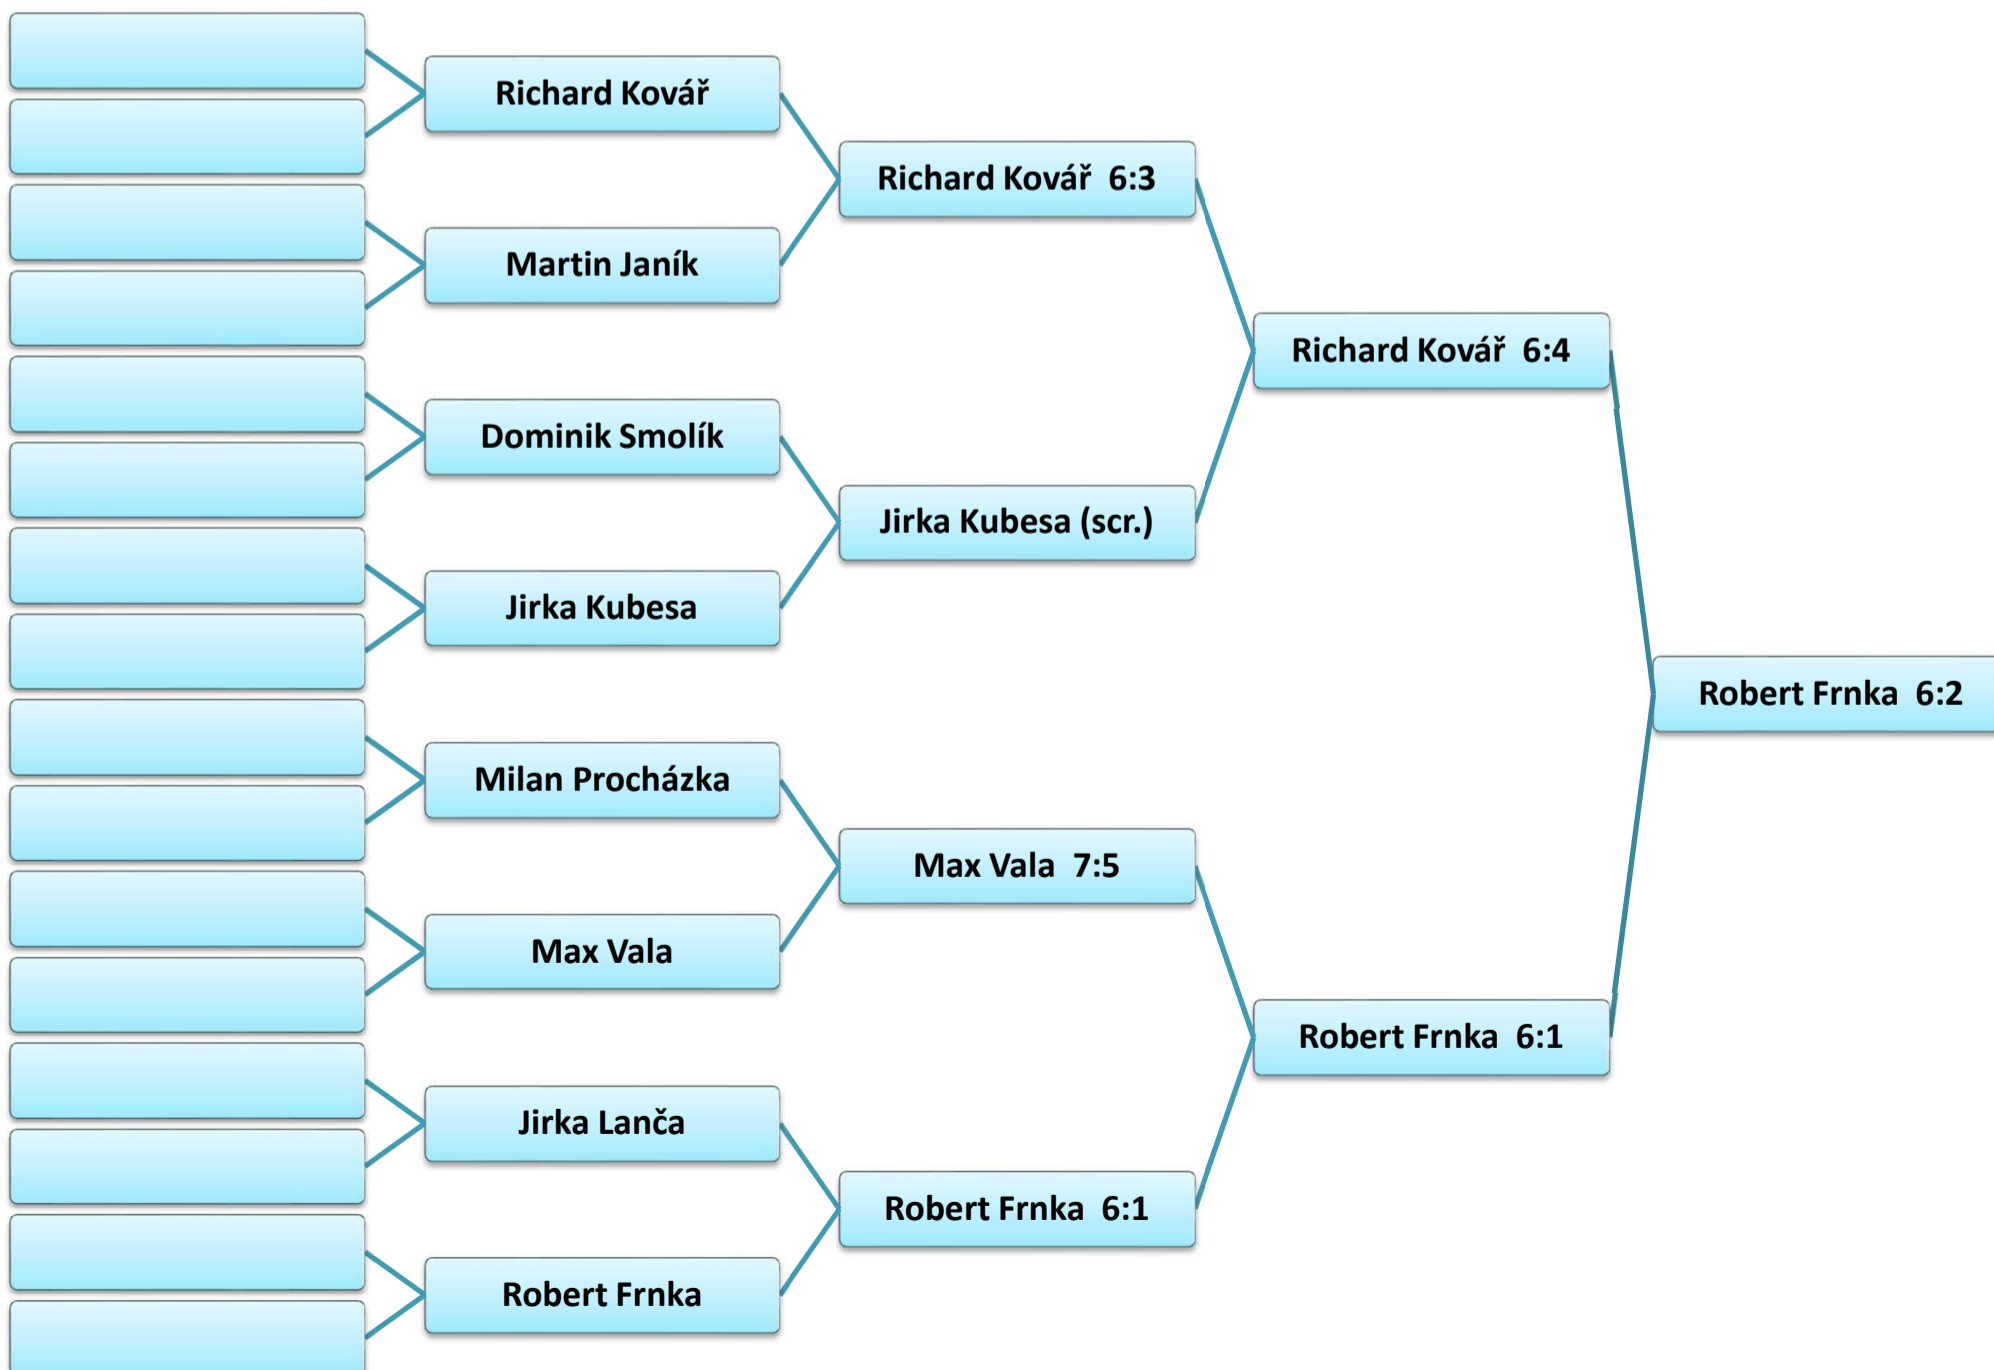 Richard Kovář
Martin Janík
Dominik Smolík
Jirka Kubesa
Milan Procházka
Max Vala
Jirka Lanča
Robert Frnka
Richard Kovář 6:3
Jirka Kubesa (scr.)
Max Vala 7:5
Robert Frnka 6:1
Richard Kovář 6:4
Robert Frnka 6:1
Robert Frnka 6:2